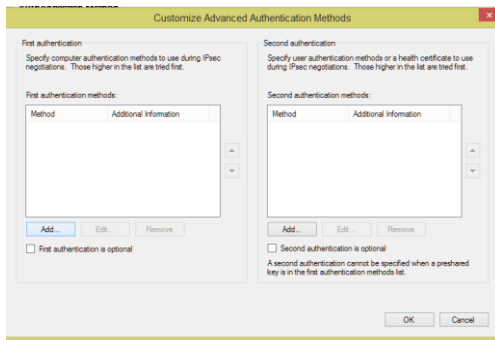 Customize Advanced Authentication Methods
First authentication
Specify computer authentication methods to use during IPsec
negotiations. Those higher in the list are tried first.
First authentication methods:
Method Additional Information
Add... Edit... Remove
First authentication is optional
Second authentication
Specify user authentication methods or a health certificate to use
during IPsec negotiations. Those higher in the list are tried first.
Second authentication methods:
Method Additional Information
Add... Edit... Remove
Second authentication is optional
A second authentication cannot be specified when a preshared
key is in the first authentication methods list.
OK Cancel